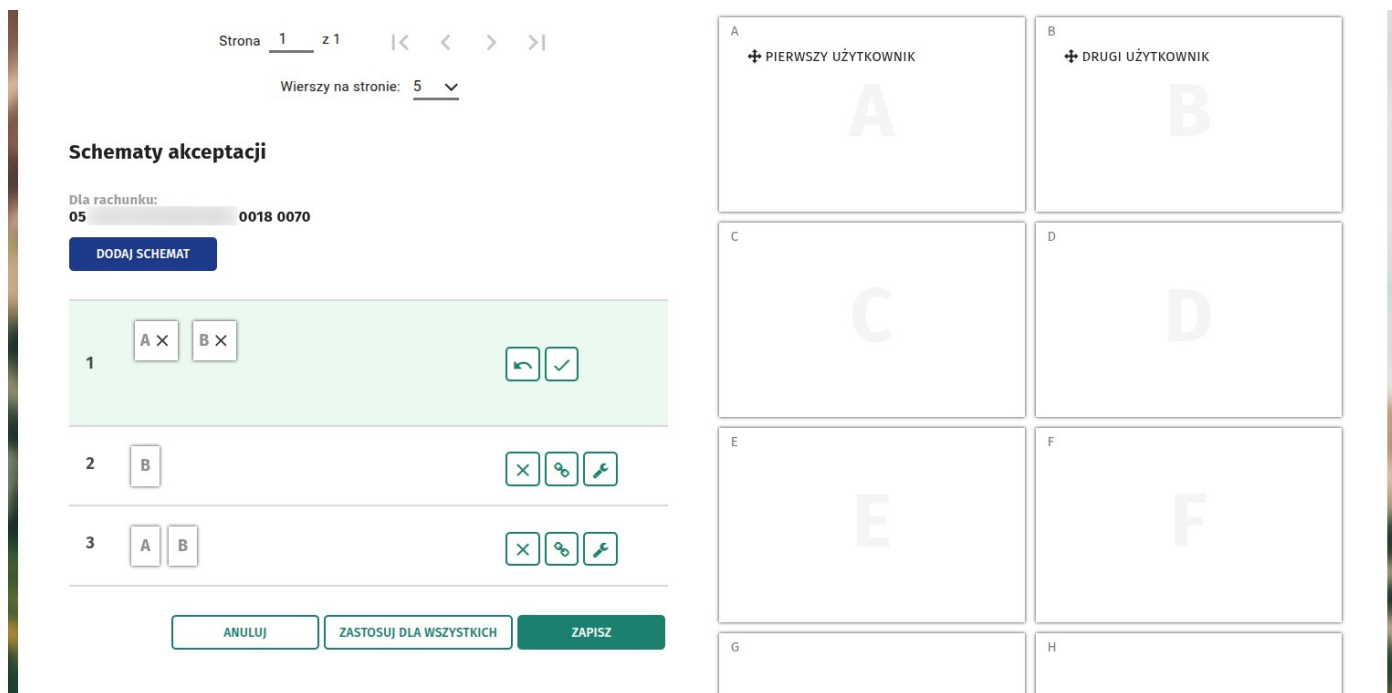 Strona 1 z 1
Wierszy na stronie: 5
Schematy akceptacji
Dla rachunku:
05 0018 0070
DODAJ SCHEMAT
1 A B
2 B
3 A B
ANULUJ ZASTOSUJ DLA WSZYSTKICH ZAPISZ
A
PIERWSZY UŻYTKOWNIK
A
B
DRUGI UŻYTKOWNIK
B
C
C
D
D
E
E
F
F
G
H